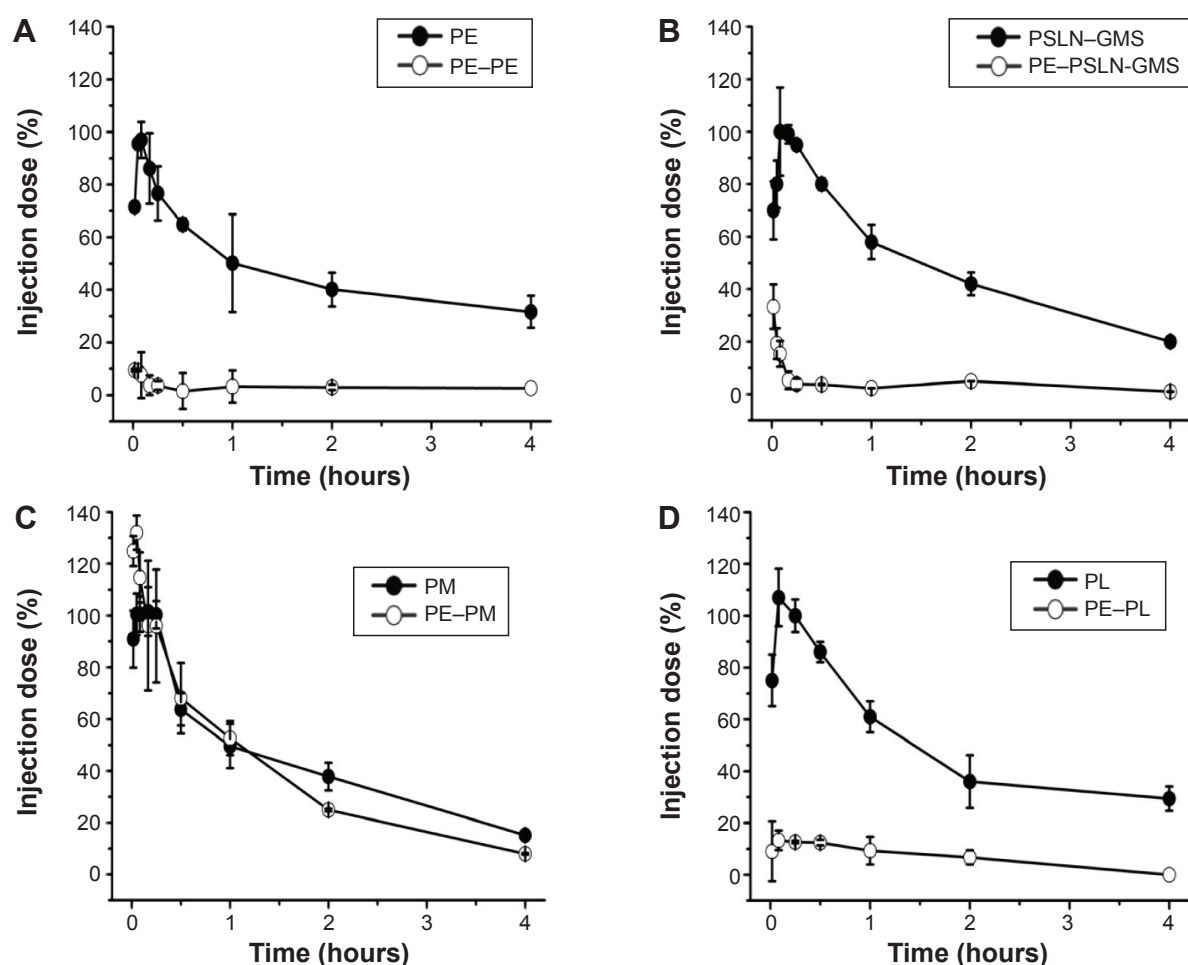 A
PE
PE–PE
Injection dose (%)
140
120
100
80
60
40
20
0
0
1
2
3
4
Time (hours)
B
PSLN–GMS
PE–PSLN-GMS
Injection dose (%)
140
120
100
80
60
40
20
0
0
1
2
3
4
Time (hours)
C
PM
PE–PM
Injection dose (%)
140
120
100
80
60
40
20
0
0
1
2
3
4
Time (hours)
D
PL
PE–PL
Injection dose (%)
140
120
100
80
60
40
20
0
0
1
2
3
4
Time (hours)